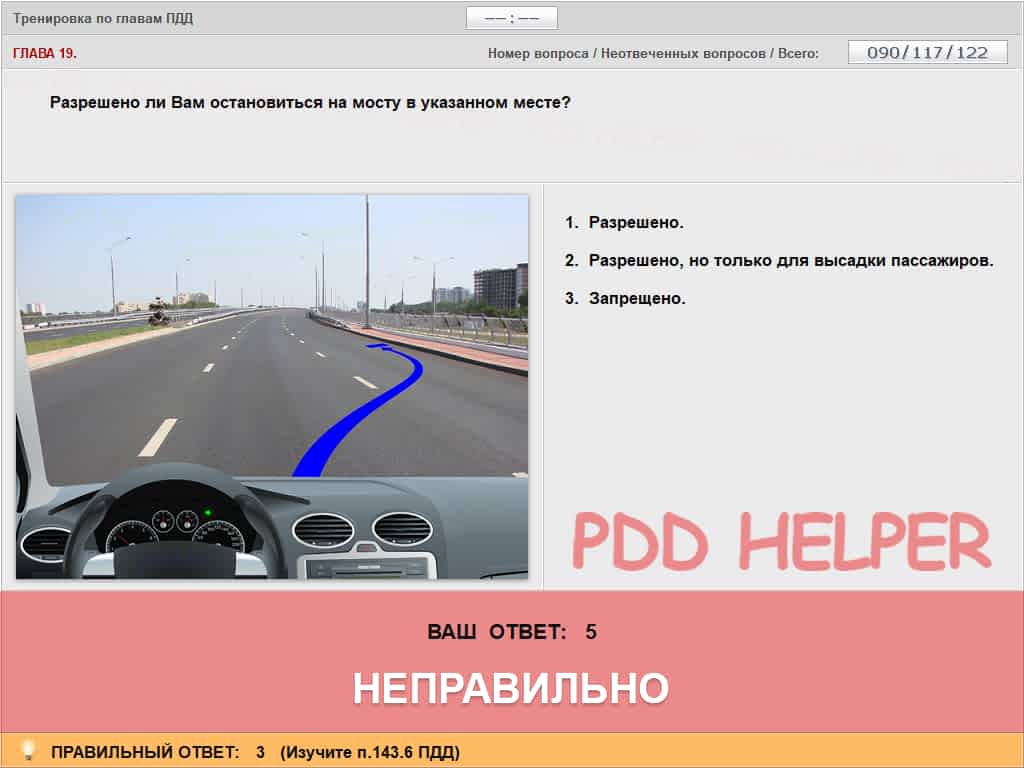 Тренировка по главам ПДД
–– : ––
ГЛАВА 19.
Номер вопроса / Неотвеченных вопросов / Всего:
090/117/122
Разрешено ли Вам остановиться на мосту в указанном месте?
1. Разрешено.
2. Разрешено, но только для высадки пассажиров.
3. Запрещено.
PDD HELPER
ВАШ ОТВЕТ: 5
НЕПРАВИЛЬНО
ПРАВИЛЬНЫЙ ОТВЕТ: 3 (Изучите п.143.6 ПДД)